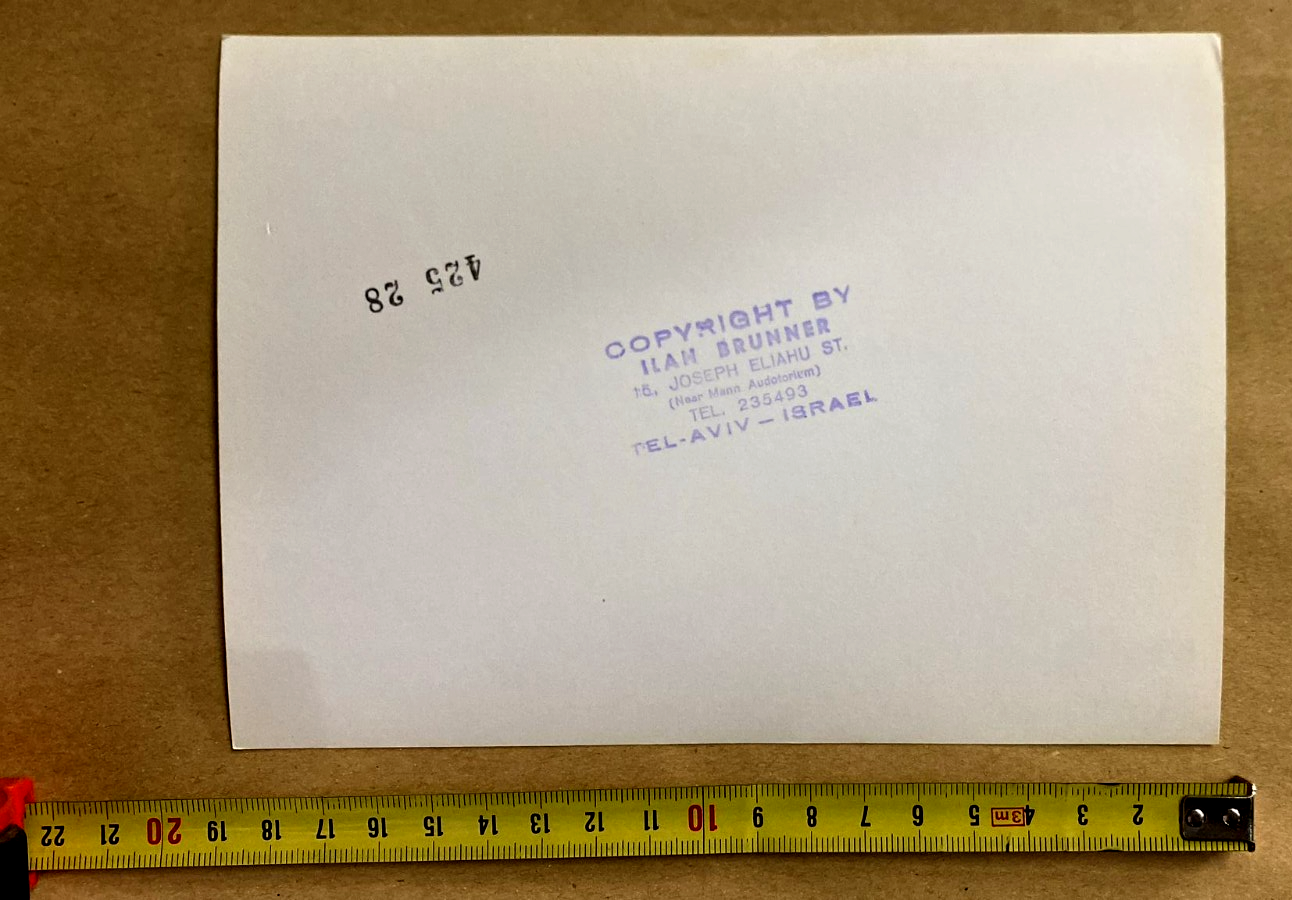 425 28
COPYRIGHT BY
ILAN BRUNNER
JOSEPH ELIAHU ST.
(Near Mann Audotorium)
TEL. 235493
TEL-AVIV — ISRAEL
2 3 4 3m 5 6 7 8 9 10 11 12 13 14 15 16 17 18 19 20 21 22